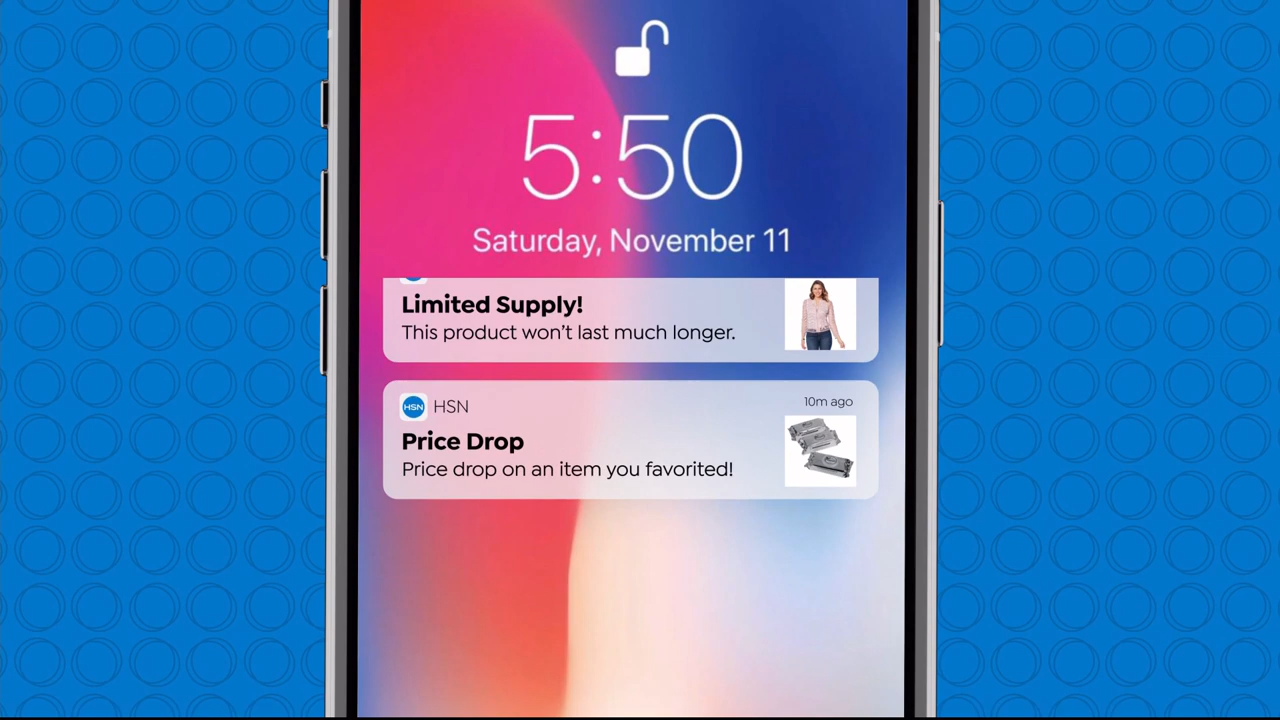 5:50
Saturday, November 11
Limited Supply!
This product won't last much longer.
HSN HSN
10m ago
Price Drop
Price drop on an item you favorited!